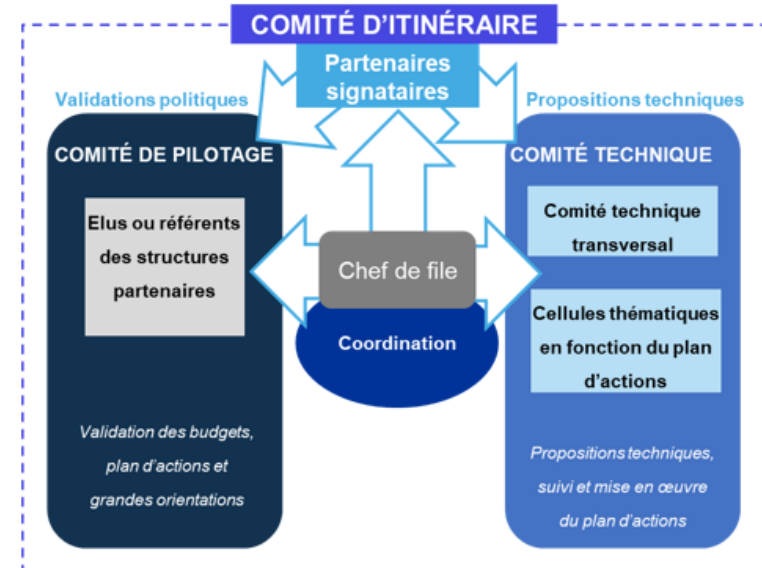 COMITÉ D'ITINÉRAIRE
Partenaires
signataires
Validations politiques
Propositions techniques
COMITÉ DE PILOTAGE
Elus ou référents
des structures
partenaires
Validation des budgets,
plan d'actions et
grandes orientations
Chef de file
Coordination
COMITÉ TECHNIQUE
Comité technique
transversal
Cellules thématiques
en fonction du plan
d'actions
Propositions techniques,
suivi et mise en œuvre
du plan d'actions